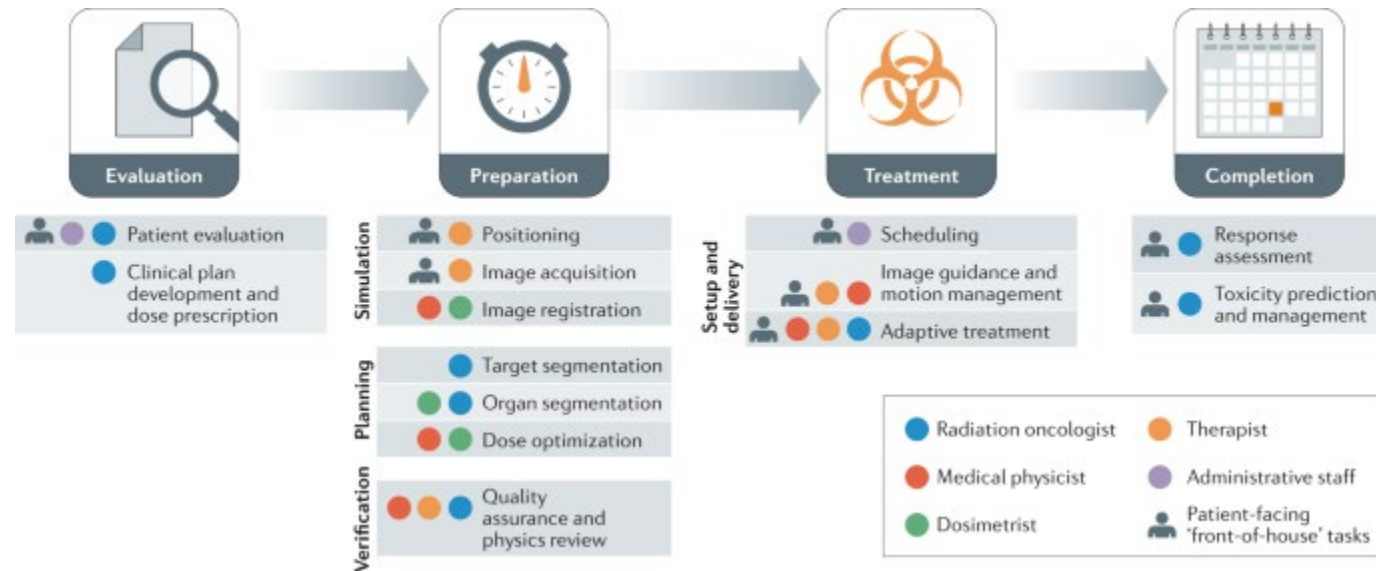 Evaluation
Preparation
Treatment
Completion
Patient evaluation
Clinical plan
development and
dose prescription
Simulation
Positioning
Image acquisition
Image registration
Planning
Target segmentation
Organ segmentation
Dose optimization
Verification
Quality
assurance and
physics review
Setup and
delivery
Scheduling
Image guidance and
motion management
Adaptive treatment
Response
assessment
Toxicity prediction
and management
Radiation oncologist
Medical physicist
Dosimetrist
Therapist
Administrative staff
Patient-facing
'front-of-house' tasks